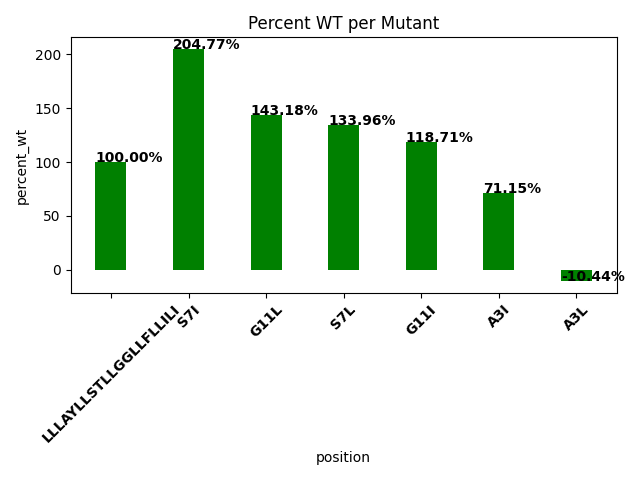 Percent WT per Mutant
percent_wt
200
150
100
50
0
100.00%
204.77%
143.18%
133.96%
118.71%
71.15%
-10.44%
LLLAYLLSTLLGGLLFLLILI
S7I
G11L
S7L
G11I
A3I
A3L
position